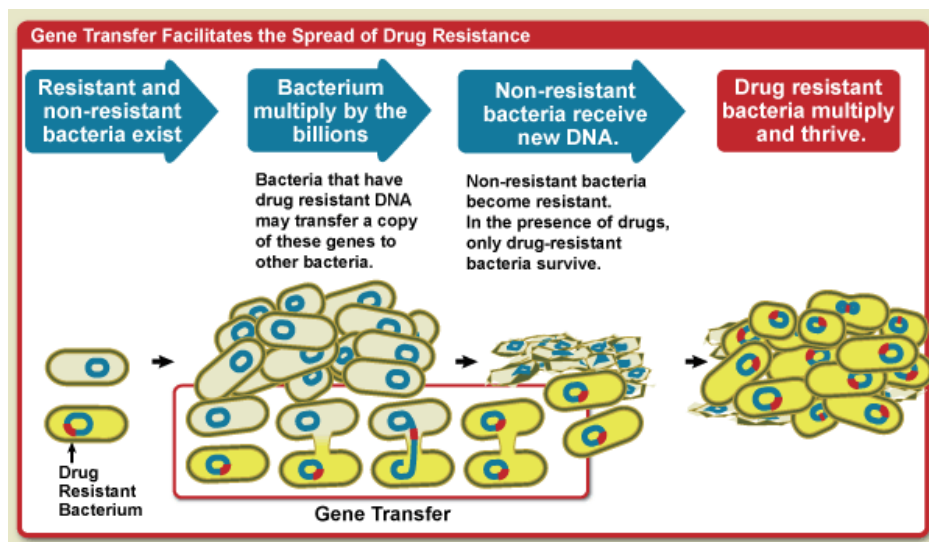 Gene Transfer Facilitates the Spread of Drug Resistance
Resistant and
non-resistant
bacteria exist
Bacterium
multiply by the
billions
Non-resistant
bacteria receive
new DNA.
Drug resistant
bacteria multiply
and thrive.
Bacteria that have
drug resistant DNA
may transfer a copy
of these genes to
other bacteria.
Non-resistant bacteria
become resistant.
In the presence of drugs,
only drug-resistant
bacteria survive.
Drug
Resistant
Bacterium
Gene Transfer